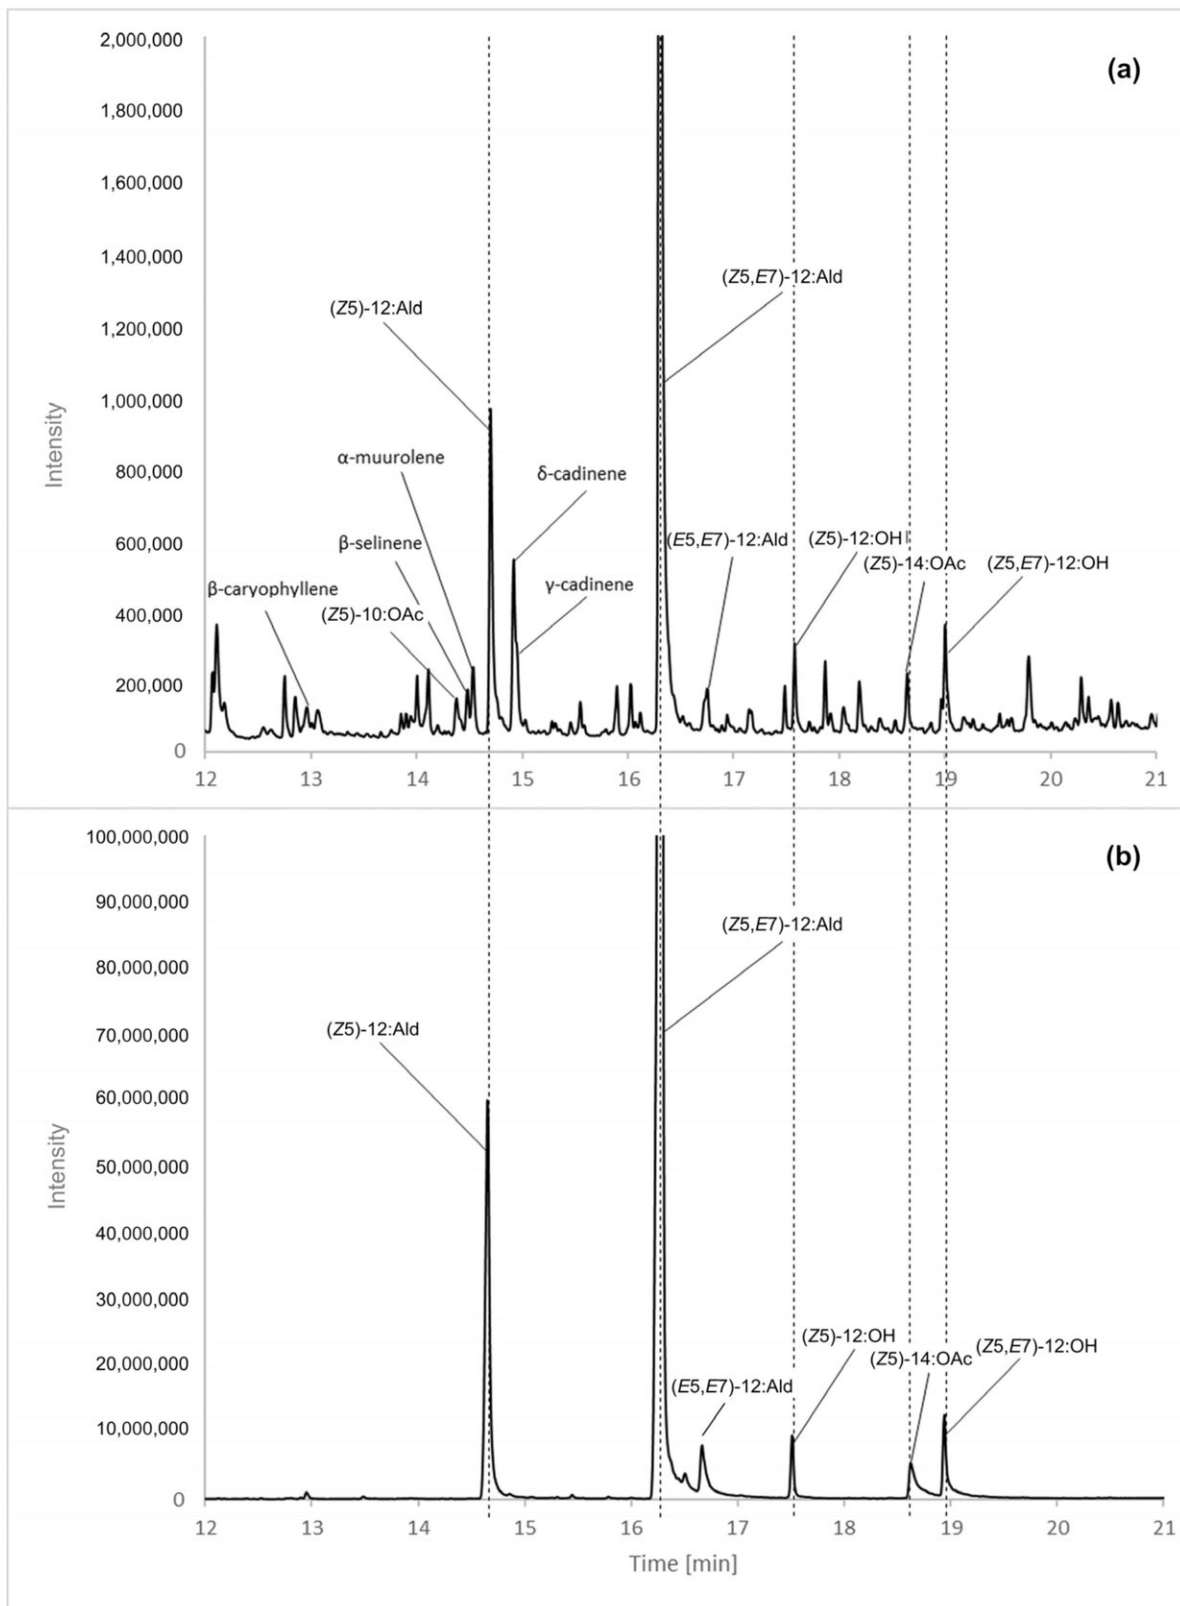 2,000,000
(a)
1,800,000
1,600,000
1,400,000
(Z5,E7)-12:Ald
(Z5)-12:Ald
1,200,000
1,000,000
Intensity
α-muurolene
800,000
δ-cadinene
600,000
β-selinene
(E5,E7)-12:Ald
(Z5)-12:OH
(Z5)-14:OAc
(Z5,E7)-12:OH
β-caryophyllene
γ-cadinene
(Z5)-10:OAc
400,000
200,000
0
12 13 14 15 16 17 18 19 20 21
100,000,000
(b)
90,000,000
(Z5,E7)-12:Ald
80,000,000
70,000,000
(Z5)-12:Ald
60,000,000
Intensity
50,000,000
40,000,000
30,000,000
20,000,000
(Z5)-12:OH
(Z5)-14:OAc
(Z5,E7)-12:OH
(E5,E7)-12:Ald
10,000,000
0
12 13 14 15 16 17 18 19 20 21
Time [min]